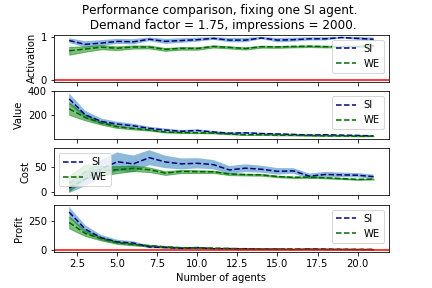 Performance comparison, fixing one SI agent.
Demand factor = 1.75, impressions = 2000.
Activation
1
0
SI
WE
Value
400
200
SI
WE
Cost
50
0
SI
WE
Profit
250
0
SI
WE
2.5 5.0 7.5 10.0 12.5 15.0 17.5 20.0
Number of agents